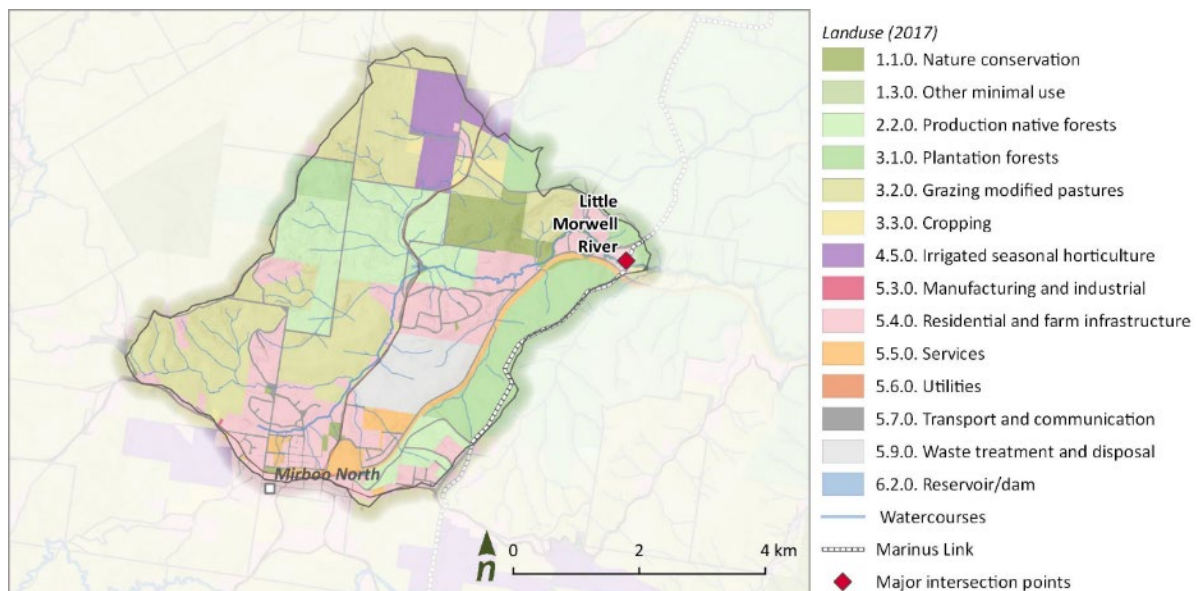 Little
Morwell
River
Mirboo North
n
0 2 4 km
Landuse (2017)
1.1.0. Nature conservation
1.3.0. Other minimal use
2.2.0. Production native forests
3.1.0. Plantation forests
3.2.0. Grazing modified pastures
3.3.0. Cropping
4.5.0. Irrigated seasonal horticulture
5.3.0. Manufacturing and industrial
5.4.0. Residential and farm infrastructure
5.5.0. Services
5.6.0. Utilities
5.7.0. Transport and communication
5.9.0. Waste treatment and disposal
6.2.0. Reservoir/dam
Watercourses
Marinus Link
Major intersection points